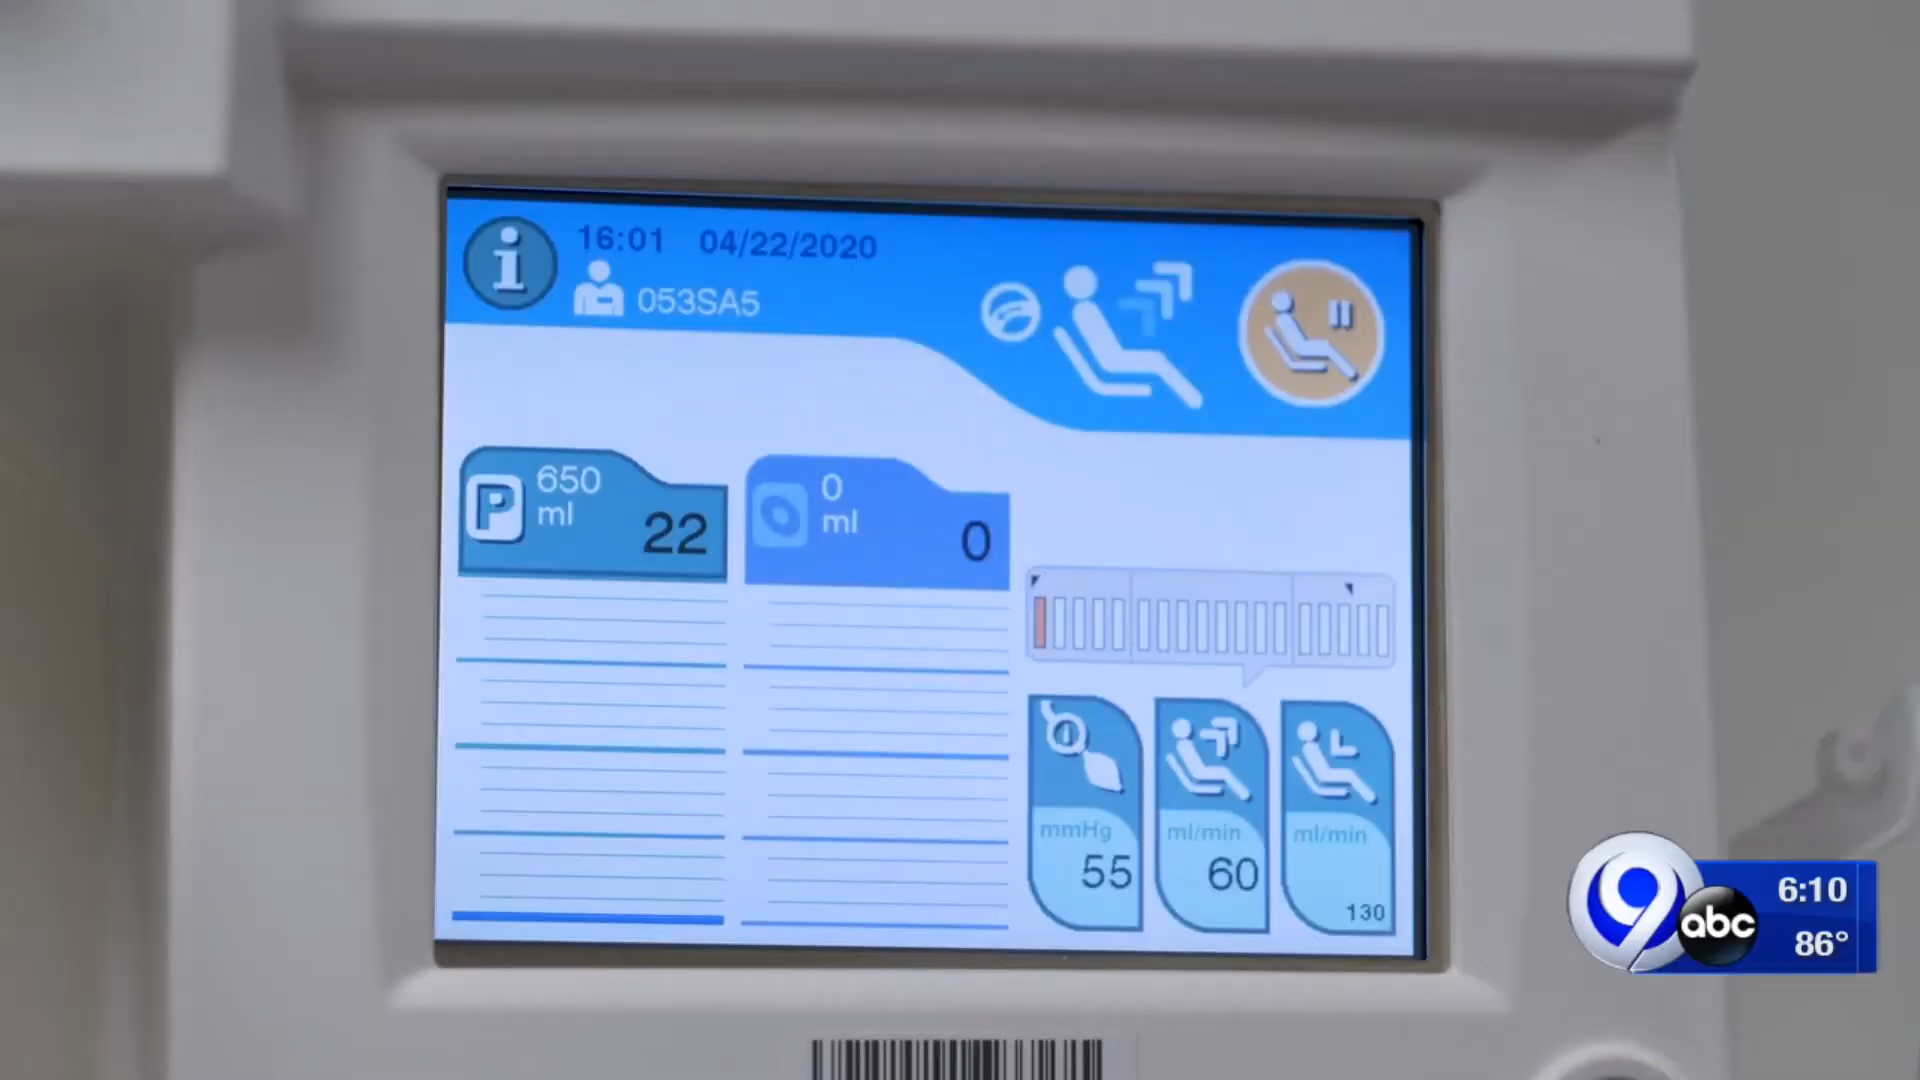 16:01 04/22/2020
053SA5
P 650 ml 22
0 ml 0
mmHg 55
ml/min 60
ml/min 130
9 abc
6:10
86°